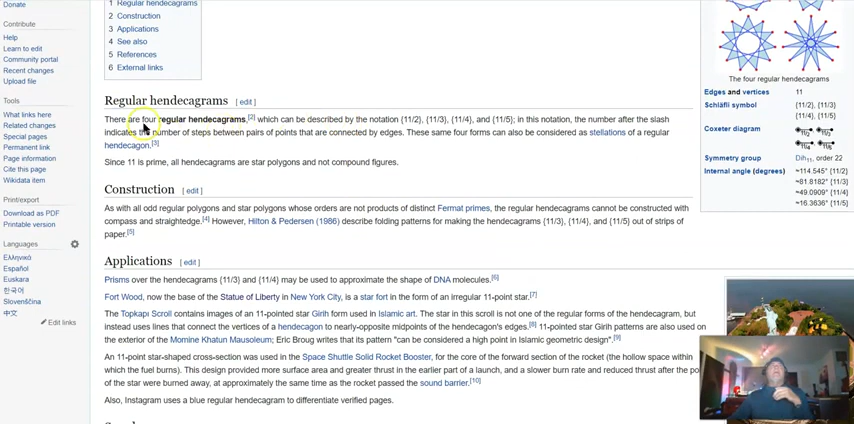 Donate
Contribute
Help
Learn to edit
Community portal
Recent changes
Upload file
Tools
What links here
Related changes
Special pages
Permanent link
Page information
Cite this page
Wikidata item
Print/export
Download as PDF
Printable version
Languages
Ελληνικά
Español
Euskara
한국어
Slovenščina
中文
Edit links
1 Regular hendecagrams
2 Construction
3 Applications
4 See also
5 References
6 External links
Regular hendecagrams [ edit ]
There are four regular hendecagrams,[2] which can be described by the notation {11/2}, {11/3}, {11/4}, and {11/5}; in this notation, the number after the slash
indicates the number of steps between pairs of points that are connected by edges. These same four forms can also be considered as stellations of a regular
hendecagon.[3]
Since 11 is prime, all hendecagrams are star polygons and not compound figures.
Construction [ edit ]
As with all odd regular polygons and star polygons whose orders are not products of distinct Fermat primes, the regular hendecagrams cannot be constructed with
compass and straightedge.[4] However, Hilton & Pedersen (1986) describe folding patterns for making the hendecagrams {11/3}, {11/4}, and {11/5} out of strips of
paper.[5]
Applications [ edit ]
Prisms over the hendecagrams {11/3} and {11/4} may be used to approximate the shape of DNA molecules.[6]
Fort Wood, now the base of the Statue of Liberty in New York City, is a star fort in the form of an irregular 11-point star.[7]
The Topkapı Scroll contains images of an 11-pointed star Girih form used in Islamic art. The star in this scroll is not one of the regular forms of the hendecagram, but
instead uses lines that connect the vertices of a hendecagon to nearly-opposite midpoints of the hendecagon's edges.[8] 11-pointed star Girih patterns are also used on
the exterior of the Momine Khatun Mausoleum; Eric Broug writes that its pattern "can be considered a high point in Islamic geometric design".[9]
An 11-point star-shaped cross-section was used in the Space Shuttle Solid Rocket Booster, for the core of the forward section of the rocket (the hollow space within
which the fuel burns). This design provided more surface area and greater thrust in the earlier part of a launch, and a slower burn rate and reduced thrust after the po
of the star were burned away, at approximately the same time as the rocket passed the sound barrier.[10]
Also, Instagram uses a blue regular hendecagram to differentiate verified pages.
The four regular hendecagrams
Edges and vertices 11
Schläfli symbol {11/2}, {11/3}
{11/4}, {11/5}
Coxeter diagram
Symmetry group Dih11, order 22
Internal angle (degrees) ≈114.545° {11/2}
≈81.8182° {11/3}
≈49.0909° {11/4}
≈16.3636° {11/5}